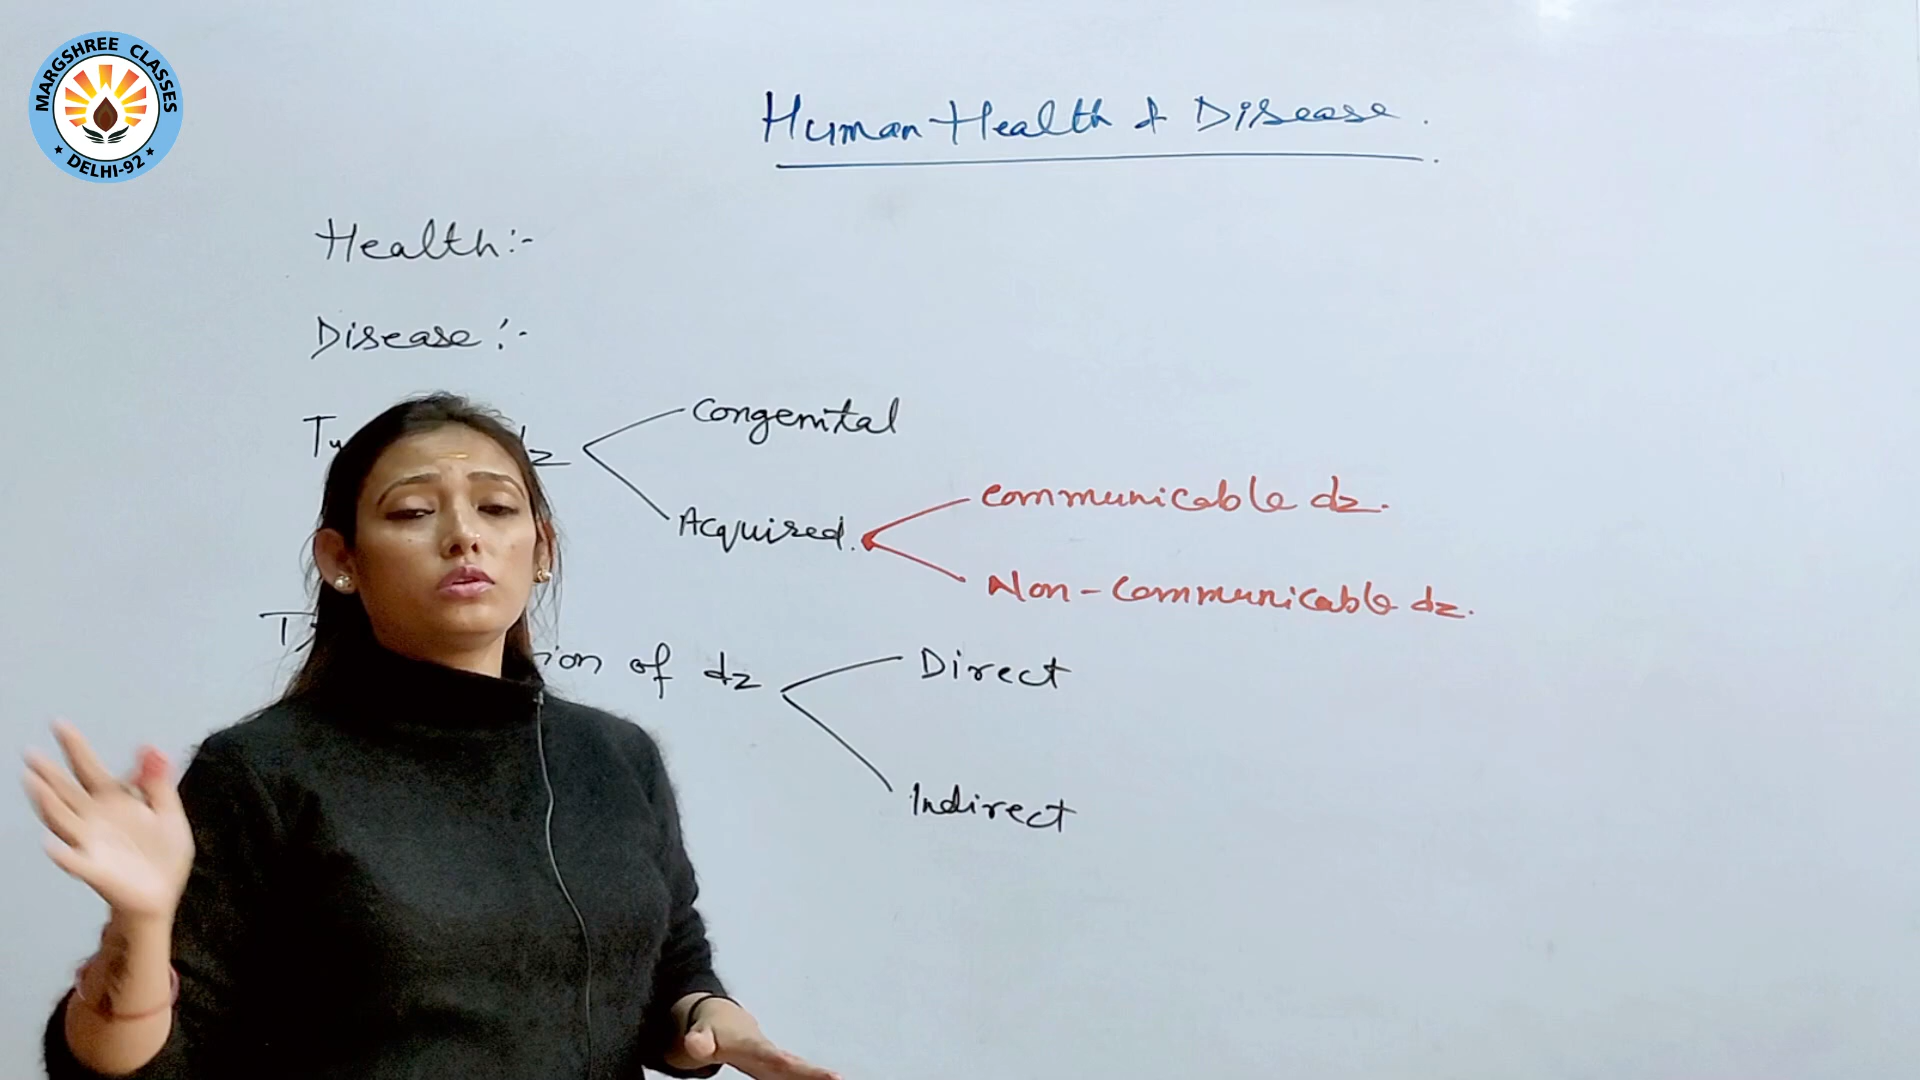 MARGSHREE CLASSES
DELHI-92
Human Health & Disease.
Health:-
Disease:-
dz
Congenital
Acquired.
Communicable dz.
Non-Communicable dz.
of dz
Direct
Indirect